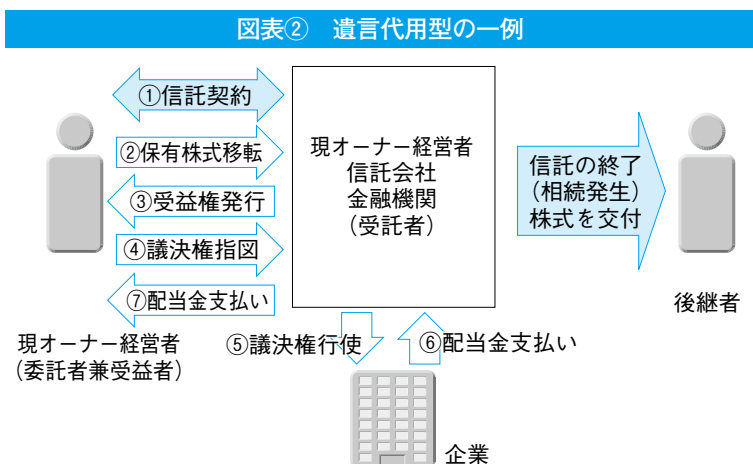 図表② 遺言代用型の一例
①信託契約
②保有株式移転
③受益権発行
④議決権指図
⑦配当金支払い
現オーナー経営者
（委託者兼受益者）
現オーナー経営者
信託会社
金融機関
（受託者）
⑤議決権行使
⑥配当金支払い
企業
信託の終了
（相続発生）
株式を交付
後継者